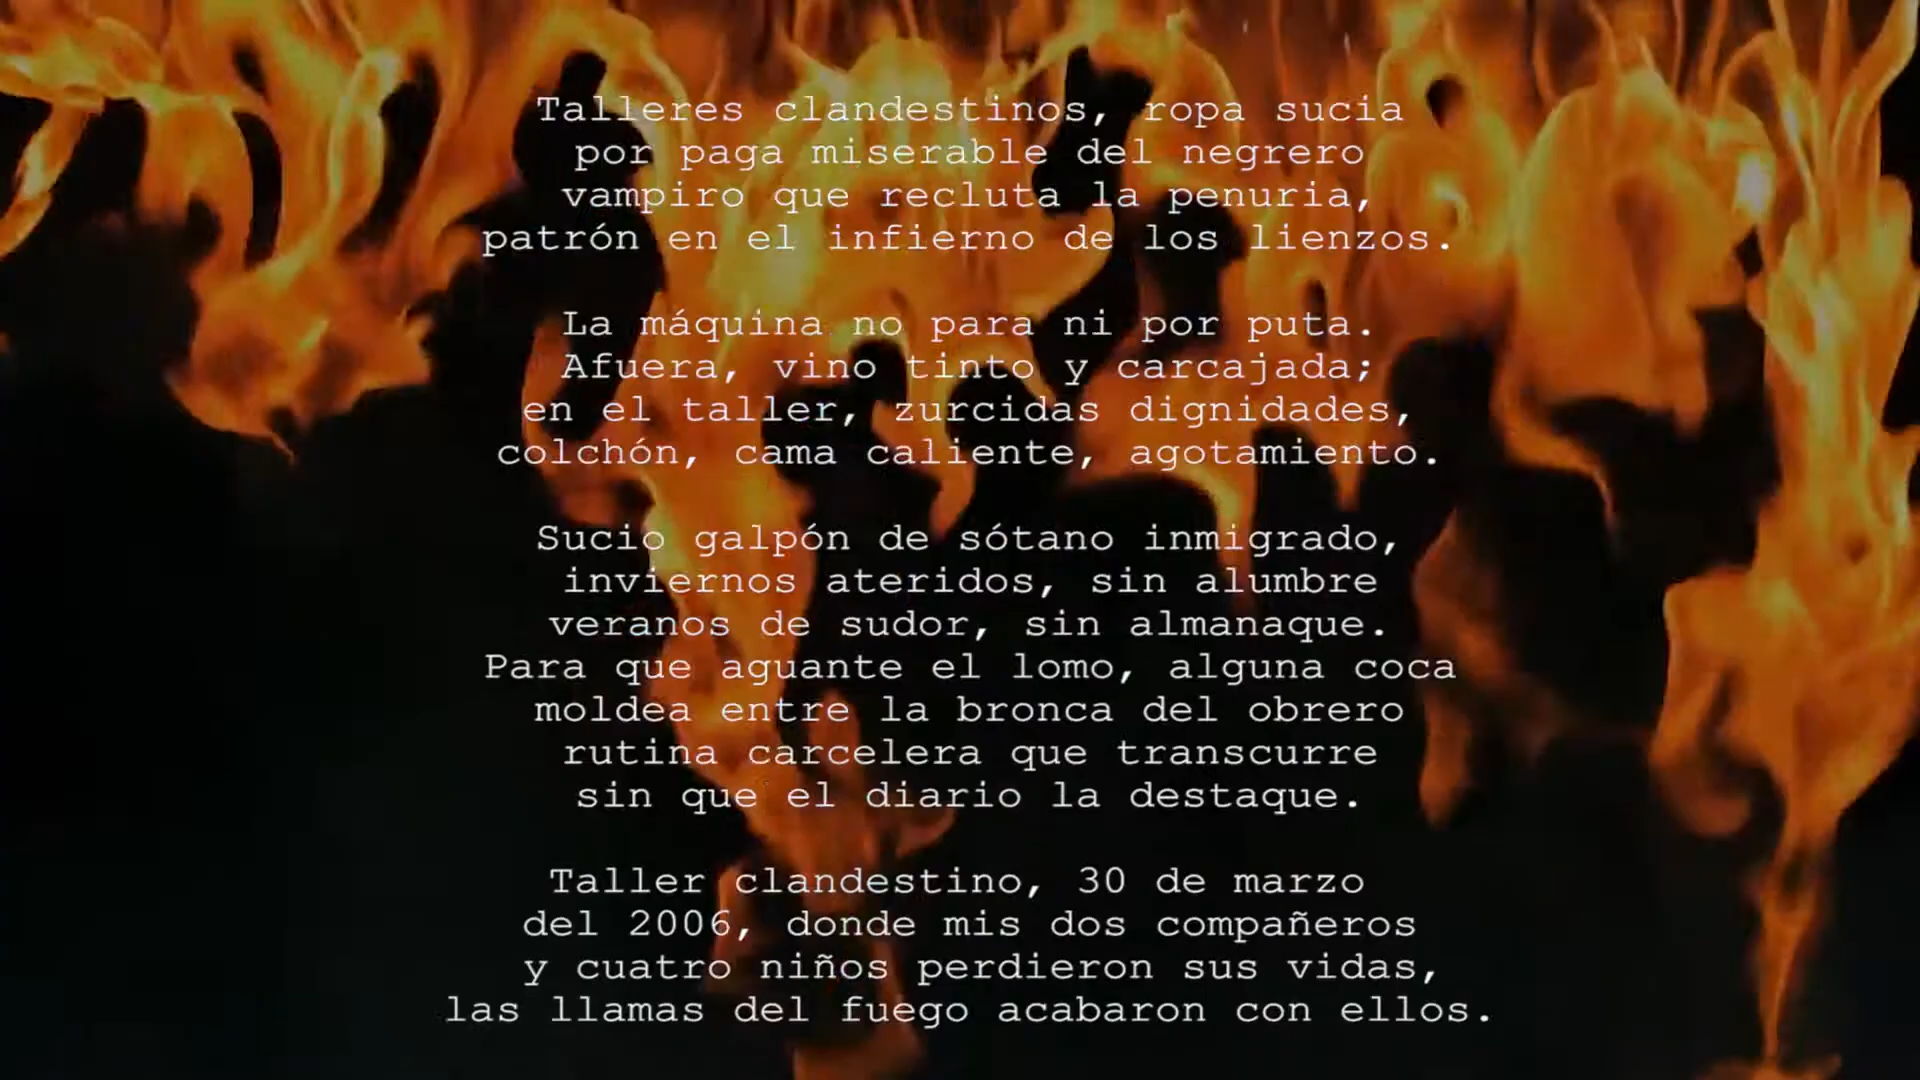 Talleres clandestinos, ropa sucia
por paga miserable del negrero
vampiro que recluta la penuria,
patrón en el infierno de los lienzos.
La máquina no para ni por puta.
Afuera, vino tinto y carcajada;
en el taller, zurcidas dignidades,
colchón, cama caliente, agotamiento.
Sucio galpón de sótano inmigrado,
inviernos ateridos, sin alumbre
veranos de sudor, sin almanaque.
Para que aguante el lomo, alguna coca
moldea entre la bronca del obrero
rutina carcelera que transcurre
sin que el diario la destaque.
Taller clandestino, 30 de marzo
del 2006, donde mis dos compañeros
y cuatro niños perdieron sus vidas,
las llamas del fuego acabaron con ellos.